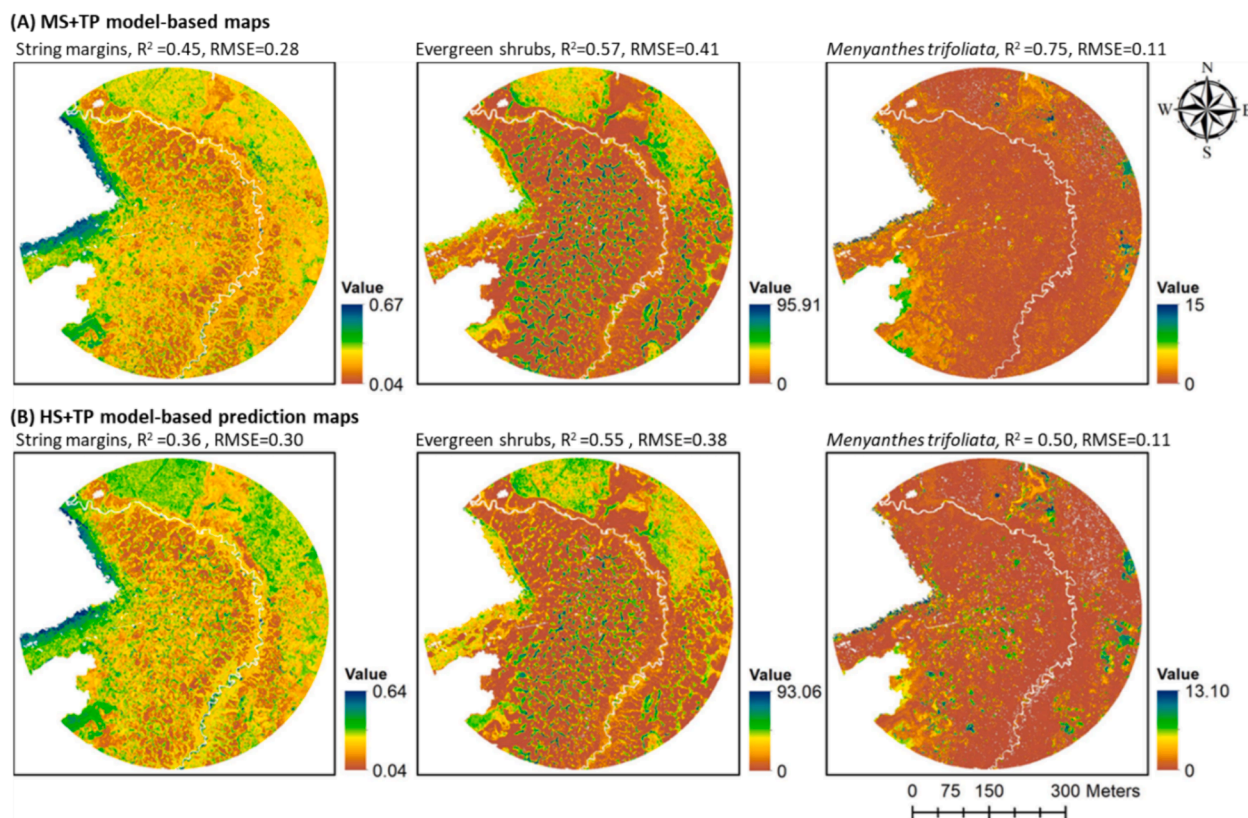 (A) MS+TP model-based maps
String margins, R² =0.45, RMSE=0.28
Evergreen shrubs, R²=0.57, RMSE=0.41
Menyanthes trifoliata, R² =0.75, RMSE=0.11
N
W E
S
Value
0.67
0.04
Value
95.91
0
Value
15
0
(B) HS+TP model-based prediction maps
String margins, R² =0.36 , RMSE=0.30
Evergreen shrubs, R² =0.55 , RMSE=0.38
Menyanthes trifoliata, R² = 0.50, RMSE=0.11
Value
0.64
0.04
Value
93.06
0
Value
13.10
0
0 75 150 300 Meters